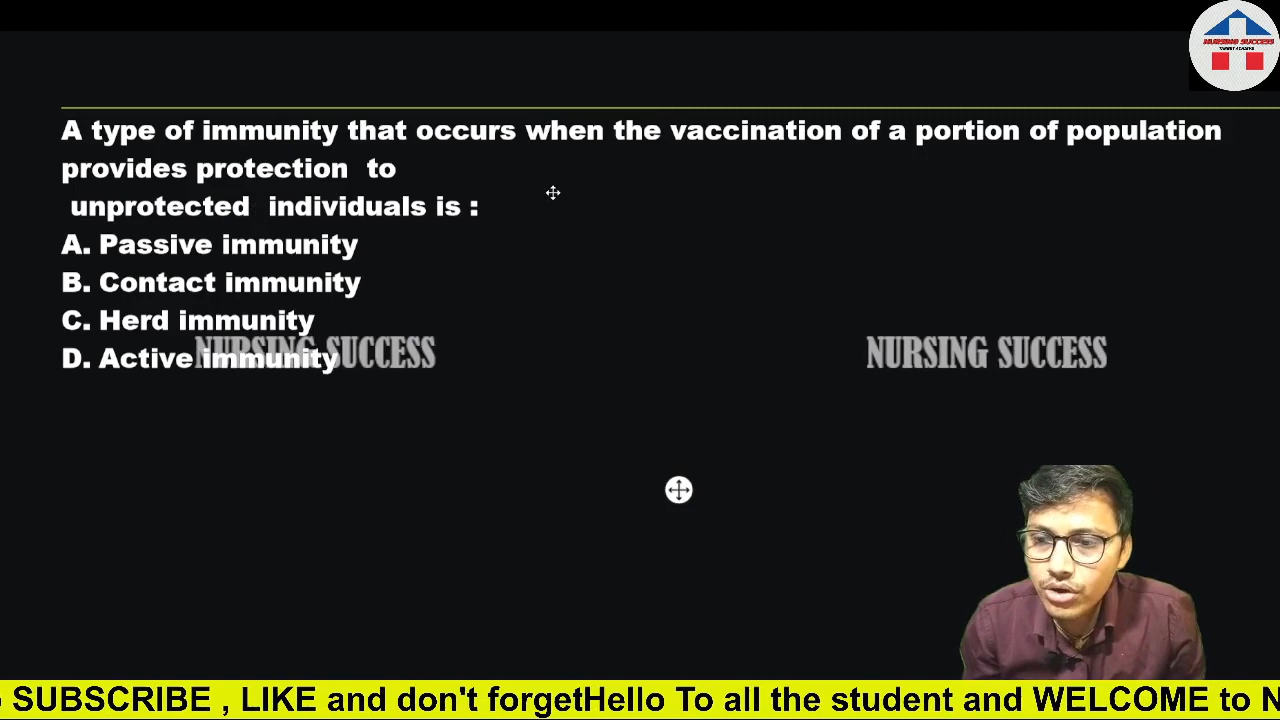 NURSING SUCCESS
A type of immunity that occurs when the vaccination of a portion of population
provides protection to
unprotected individuals is :
A. Passive immunity
B. Contact immunity
C. Herd immunity
D. Active immunity
NURSING SUCCESS
NURSING SUCCESS
SUBSCRIBE , LIKE and don't forgetHello To all the student and WELCOME to N